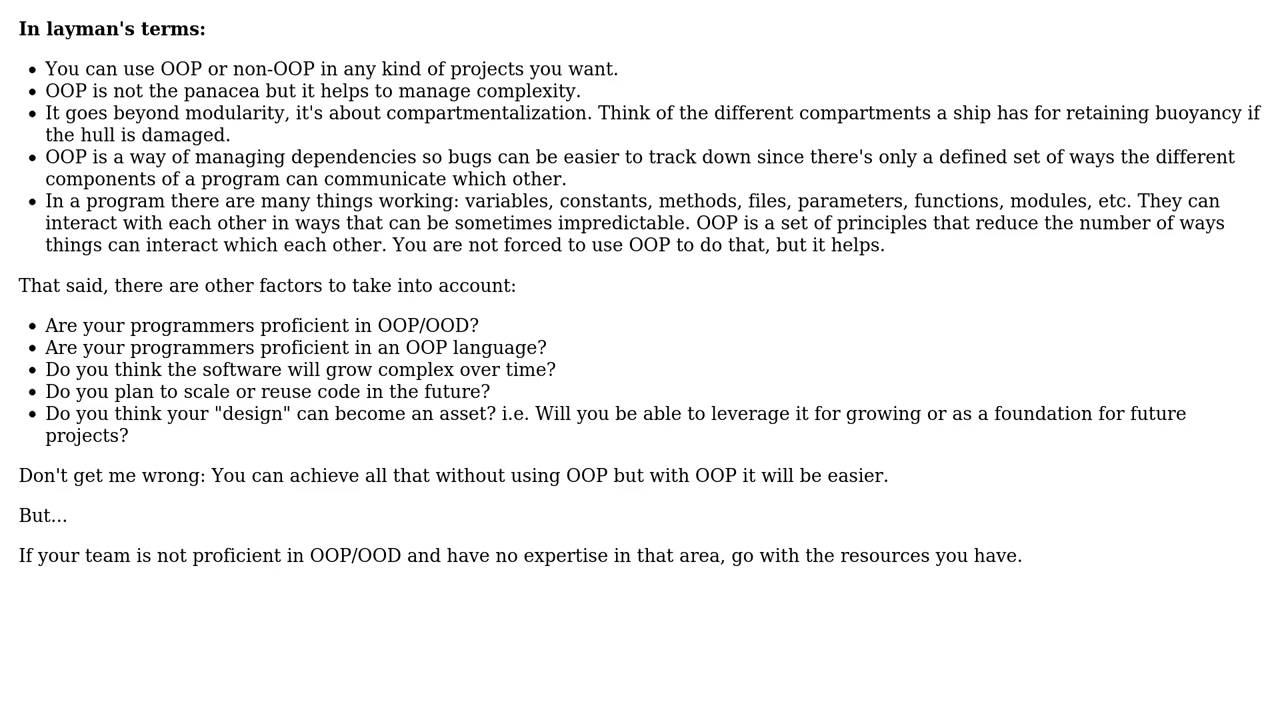 In layman's terms:
• You can use OOP or non-OOP in any kind of projects you want.
• OOP is not the panacea but it helps to manage complexity.
• It goes beyond modularity, it's about compartmentalization. Think of the different compartments a ship has for retaining buoyancy if
the hull is damaged.
• OOP is a way of managing dependencies so bugs can be easier to track down since there's only a defined set of ways the different
components of a program can communicate which other.
• In a program there are many things working: variables, constants, methods, files, parameters, functions, modules, etc. They can
interact with each other in ways that can be sometimes impredictable. OOP is a set of principles that reduce the number of ways
things can interact which each other. You are not forced to use OOP to do that, but it helps.
That said, there are other factors to take into account:
• Are your programmers proficient in OOP/OOD?
• Are your programmers proficient in an OOP language?
• Do you think the software will grow complex over time?
• Do you plan to scale or reuse code in the future?
• Do you think your "design" can become an asset? i.e. Will you be able to leverage it for growing or as a foundation for future
projects?
Don't get me wrong: You can achieve all that without using OOP but with OOP it will be easier.
But...
If your team is not proficient in OOP/OOD and have no expertise in that area, go with the resources you have.